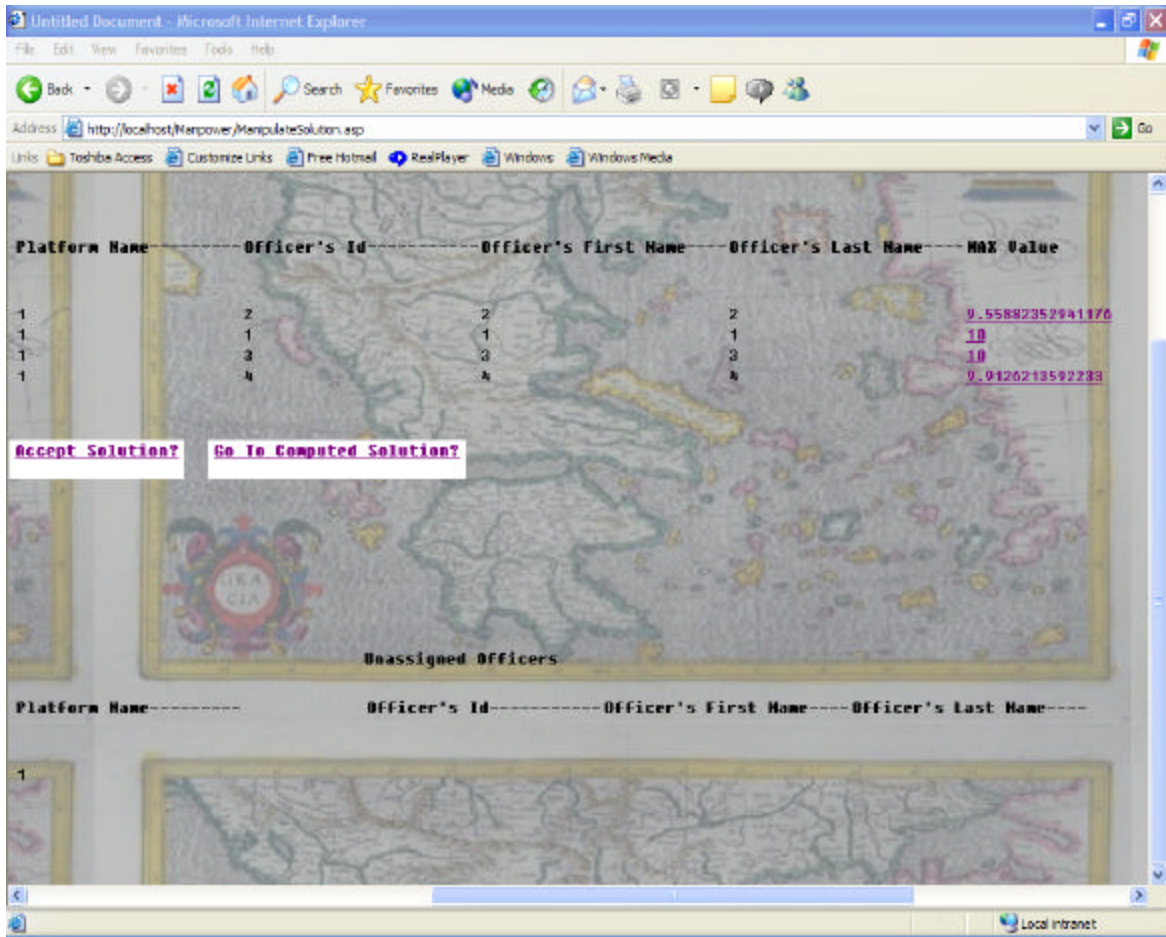 Untitled Document - Microsoft Internet Explorer
File Edit View Favorites Tools Help
Back Search Favorites Media
Address http://localhost/Manpower/ManipulateSolution.asp Go
Links Toshiba Access Customize Links Free Hotmail RealPlayer Windows Windows Media
Platform Name---------Officer's Id-----------Officer's First Name----Officer's Last Name----MAX Value
1 2 2 2 9.55882352941176
1 1 1 1 10
1 3 3 3 10
1 4 4 4 9.9126213592233
Accept Solution? Go To Computed Solution?
Unassigned Officers
Platform Name--------- Officer's Id-----------Officer's First Name----Officer's Last Name----
1
Local intranet